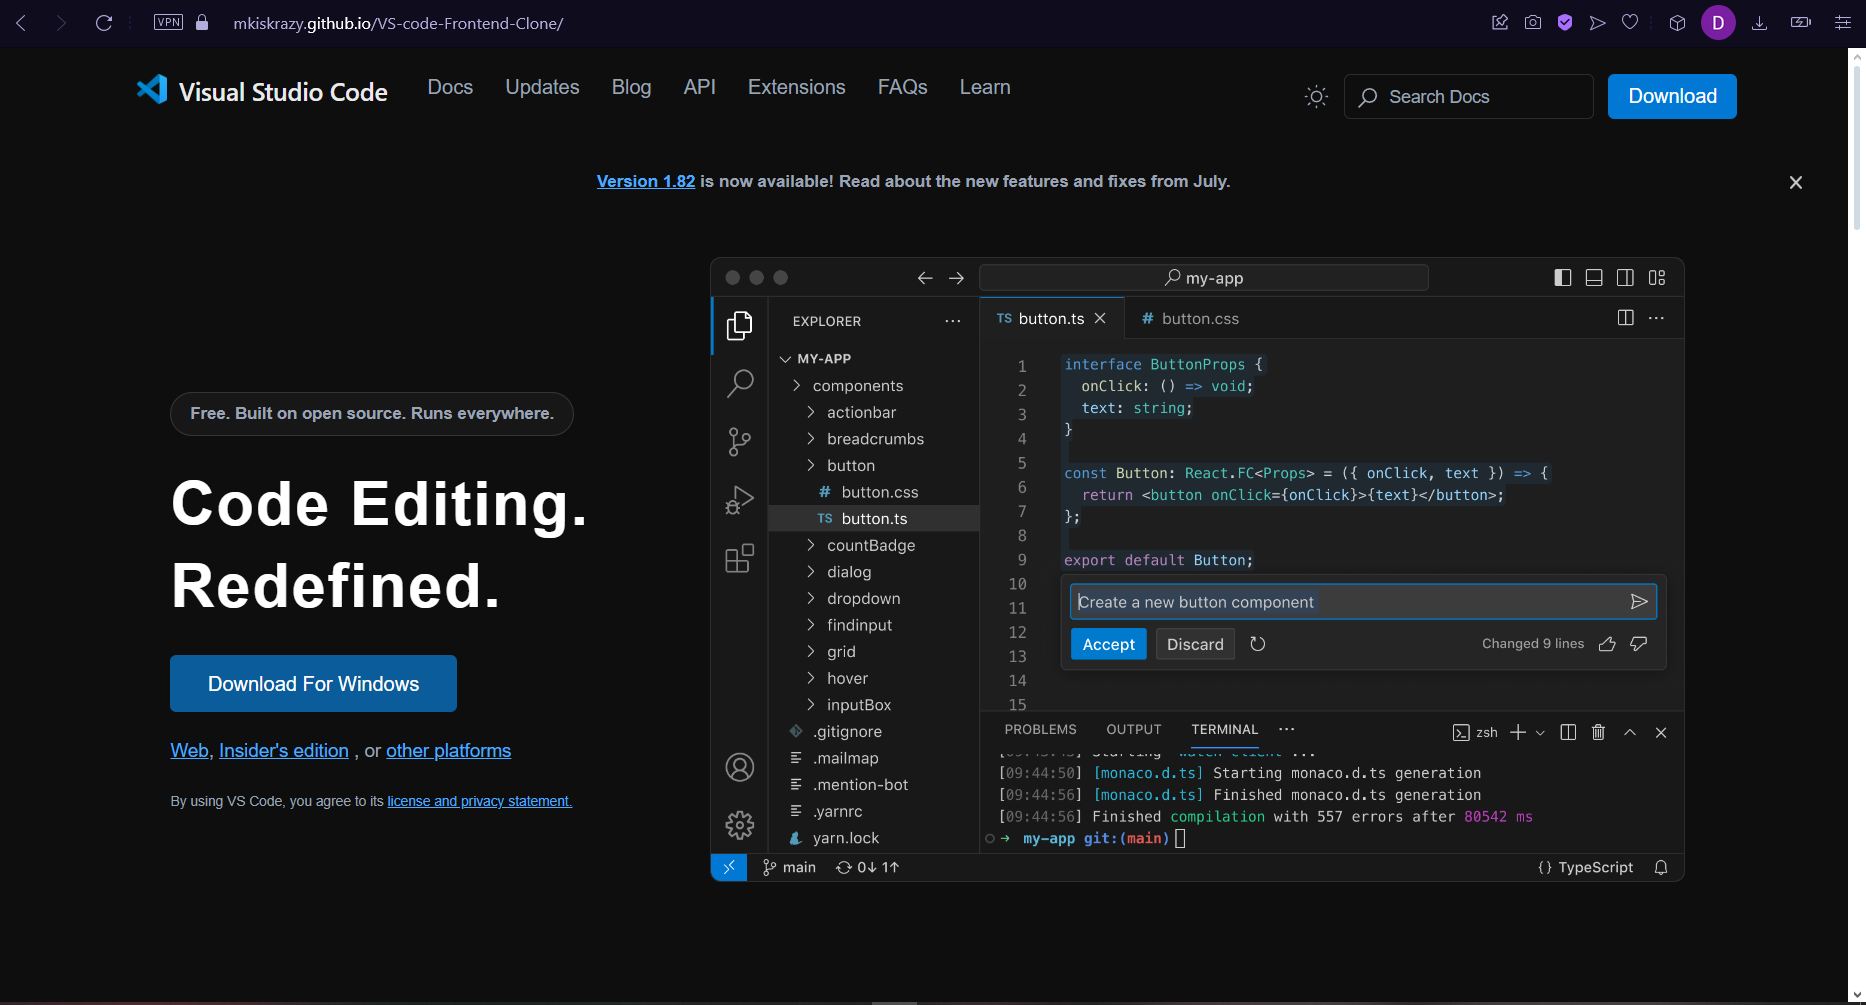 VPN mkiskrazy.github.io/VS-code-Frontend-Clone/ D
Visual Studio Code Docs Updates Blog API Extensions FAQs Learn Search Docs Download
Version 1.82 is now available! Read about the new features and fixes from July.
Free. Built on open source. Runs everywhere.
Code Editing.
Redefined.
Download For Windows
Web, Insider's edition , or other platforms
By using VS Code, you agree to its license and privacy statement.
my-app
EXPLORER
MY-APP
components
actionbar
breadcrumbs
button
# button.css
TS button.ts
countBadge
dialog
dropdown
findinput
grid
hover
inputBox
.gitignore
.mailmap
.mention-bot
.yarnrc
yarn.lock
TS button.ts # button.css
1
2
3
4
5
6
7
8
9
10
11
12
13
14
15
interface ButtonProps {
onClick: () => void;
text: string;
}
const Button: React.FC<Props> = ({ onClick, text }) => {
return <button onClick={onClick}>{text}</button>;
};
export default Button;
Create a new button component
Accept Discard Changed 9 lines
PROBLEMS OUTPUT TERMINAL zsh
[09:44:50] [monaco.d.ts] Starting monaco.d.ts generation
[09:44:56] [monaco.d.ts] Finished monaco.d.ts generation
[09:44:56] Finished compilation with 557 errors after 80542 ms
my-app git:(main)
main 0↓ 1↑ {} TypeScript